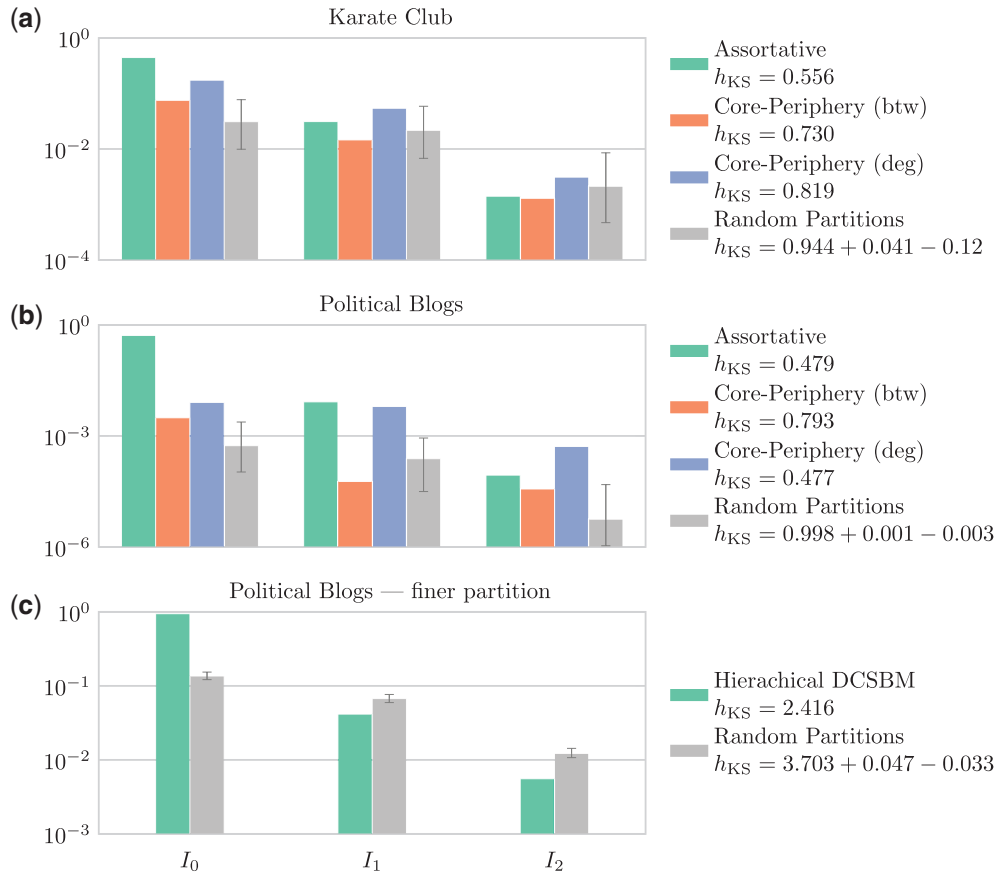 (a)
Karate Club
10^0
10^−2
10^−4
Assortative
h_KS = 0.556
Core-Periphery (btw)
h_KS = 0.730
Core-Periphery (deg)
h_KS = 0.819
Random Partitions
h_KS = 0.944 + 0.041 − 0.12
(b)
Political Blogs
10^0
10^−3
10^−6
Assortative
h_KS = 0.479
Core-Periphery (btw)
h_KS = 0.793
Core-Periphery (deg)
h_KS = 0.477
Random Partitions
h_KS = 0.998 + 0.001 − 0.003
(c)
Political Blogs — finer partition
10^0
10^−1
10^−2
10^−3
Hierachical DCSBM
h_KS = 2.416
Random Partitions
h_KS = 3.703 + 0.047 − 0.033
I_0 I_1 I_2